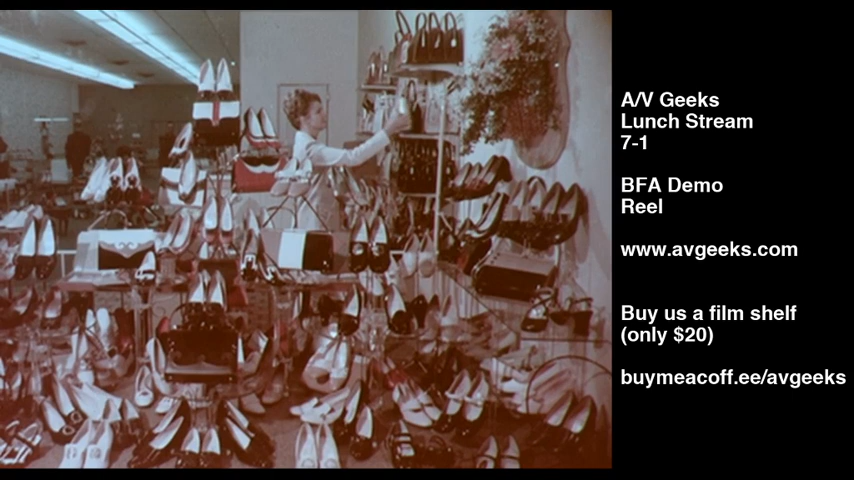 A/V Geeks
Lunch Stream
7-1
BFA Demo
Reel
www.avgeeks.com
Buy us a film shelf
(only $20)
buymeacoff.ee/avgeeks